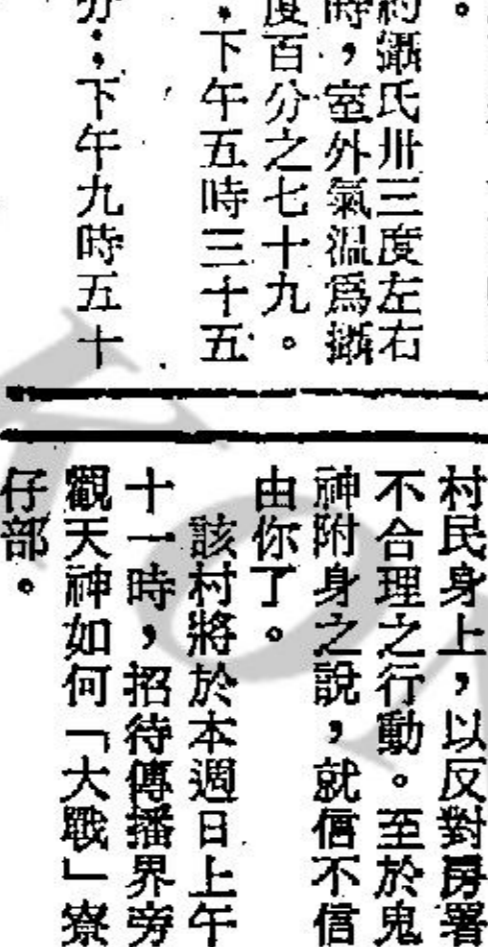 。
約攝氏卅三度左右
時，室外氣溫爲攝
度百分之七十九。
．下午五時三十五
分；下午九時五十
村民身上，以反對房署
不合理之行動。至於鬼
神附身之說，就信不信
由你了。
該村將於本週日上午
十一時，招待傳播界旁
觀天神如何「大戰」寮
仔部。